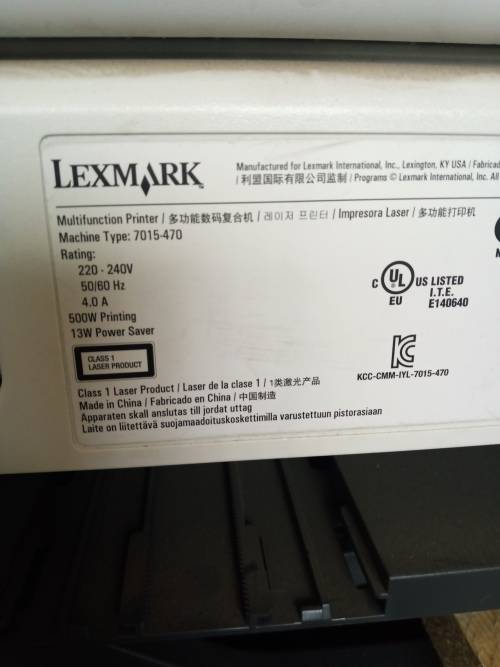 LEXMARK
Manufactured for Lexmark International, Inc., Lexington, KY USA / Fabricad
/ 利盟国际有限公司监制 / Programs © Lexmark International, Inc. All
Multifunction Printer / 多功能数码复合机 / 레이저 프린터 / Impresora Laser / 多功能打印机
Machine Type: 7015-470
Rating:
220 - 240V
50/60 Hz
4.0 A
500W Printing
13W Power Saver
C UL US LISTED
EU
I.T.E.
E140640
CLASS 1
LASER PRODUCT
KCC-CMM-IYL-7015-470
Class 1 Laser Product / Laser de la clase 1 / 1类激光产品
Made in China / Fabricado en China / 中国制造
Apparaten skall anslutas till jordat uttag
Laite on liitettävä suojamaadoituskoskettimilla varustettuun pistorasiaan